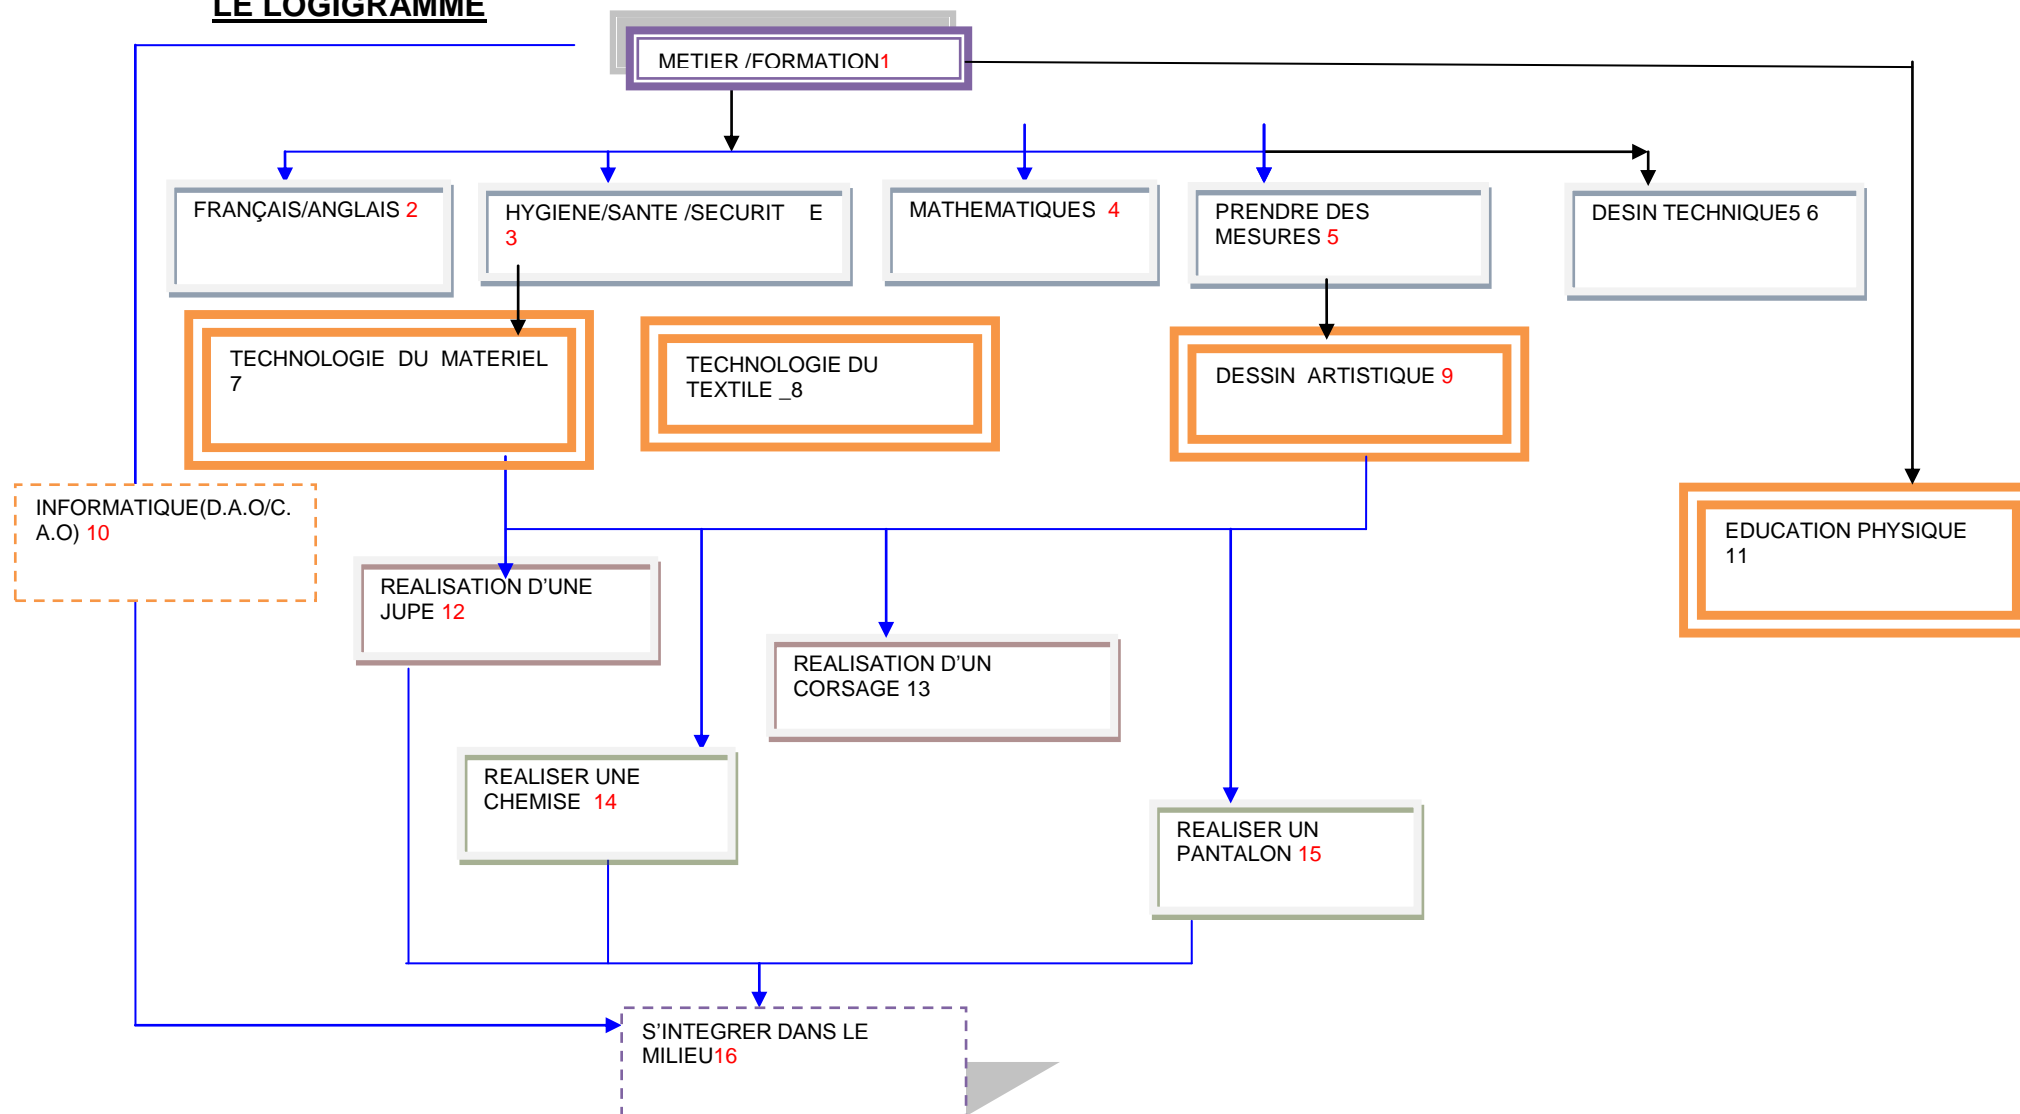 LE LOGIGRAMME
METIER /FORMATION1
FRANÇAIS/ANGLAIS 2
HYGIENE/SANTE /SECURIT E
3
MATHEMATIQUES 4
PRENDRE DES
MESURES 5
DESIN TECHNIQUE5 6
TECHNOLOGIE DU MATERIEL
7
TECHNOLOGIE DU
TEXTILE _8
DESSIN ARTISTIQUE 9
INFORMATIQUE(D.A.O/C.
A.O) 10
EDUCATION PHYSIQUE
11
REALISATION D’UNE
JUPE 12
REALISATION D’UN
CORSAGE 13
REALISER UNE
CHEMISE 14
REALISER UN
PANTALON 15
S’INTEGRER DANS LE
MILIEU16